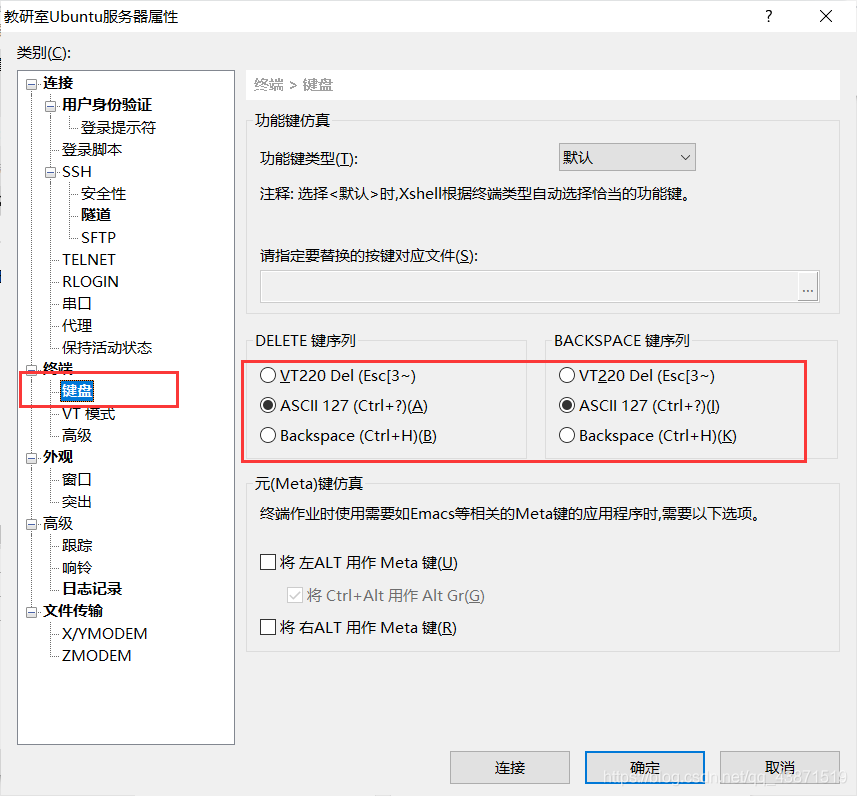 教研室Ubuntu服务器属性
?
类别(C):
连接
用户身份验证
登录提示符
登录脚本
SSH
安全性
隧道
SFTP
TELNET
RLOGIN
串口
代理
保持活动状态
终端
键盘
VT 模式
高级
外观
窗口
突出
高级
跟踪
响铃
日志记录
文件传输
X/YMODEM
ZMODEM
终端 > 键盘
功能键仿真
功能键类型(T):
默认
注释: 选择<默认>时,Xshell根据终端类型自动选择恰当的功能键。
请指定要替换的按键对应文件(S):
...
DELETE 键序列
VT220 Del (Esc[3~)
ASCII 127 (Ctrl+?)(A)
Backspace (Ctrl+H)(B)
BACKSPACE 键序列
VT220 Del (Esc[3~)
ASCII 127 (Ctrl+?)(I)
Backspace (Ctrl+H)(K)
元(Meta)键仿真
终端作业时使用需要如Emacs等相关的Meta键的应用程序时,需要以下选项。
将 左ALT 用作 Meta 键(U)
将 Ctrl+Alt 用作 Alt Gr(G)
将 右ALT 用作 Meta 键(R)
连接
确定
取消
https://blog.csdn.net/qq_43871519